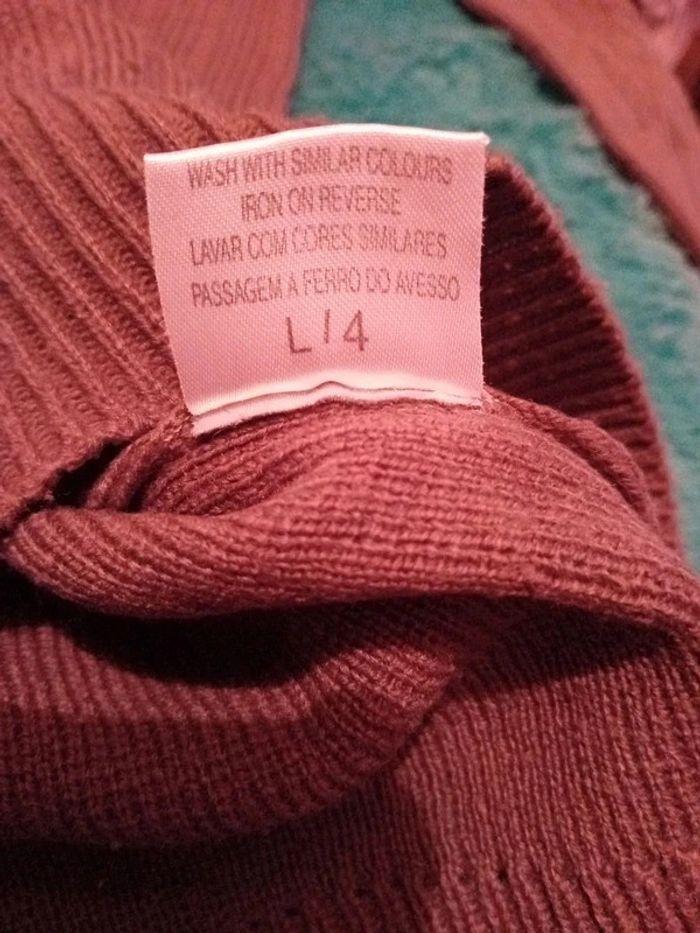 WASH WITH SIMILAR COLOURS
IRON ON REVERSE
LAVAR COM CORES SIMILARES
PASSAGEM A FERRO DO AVESSO
L/4